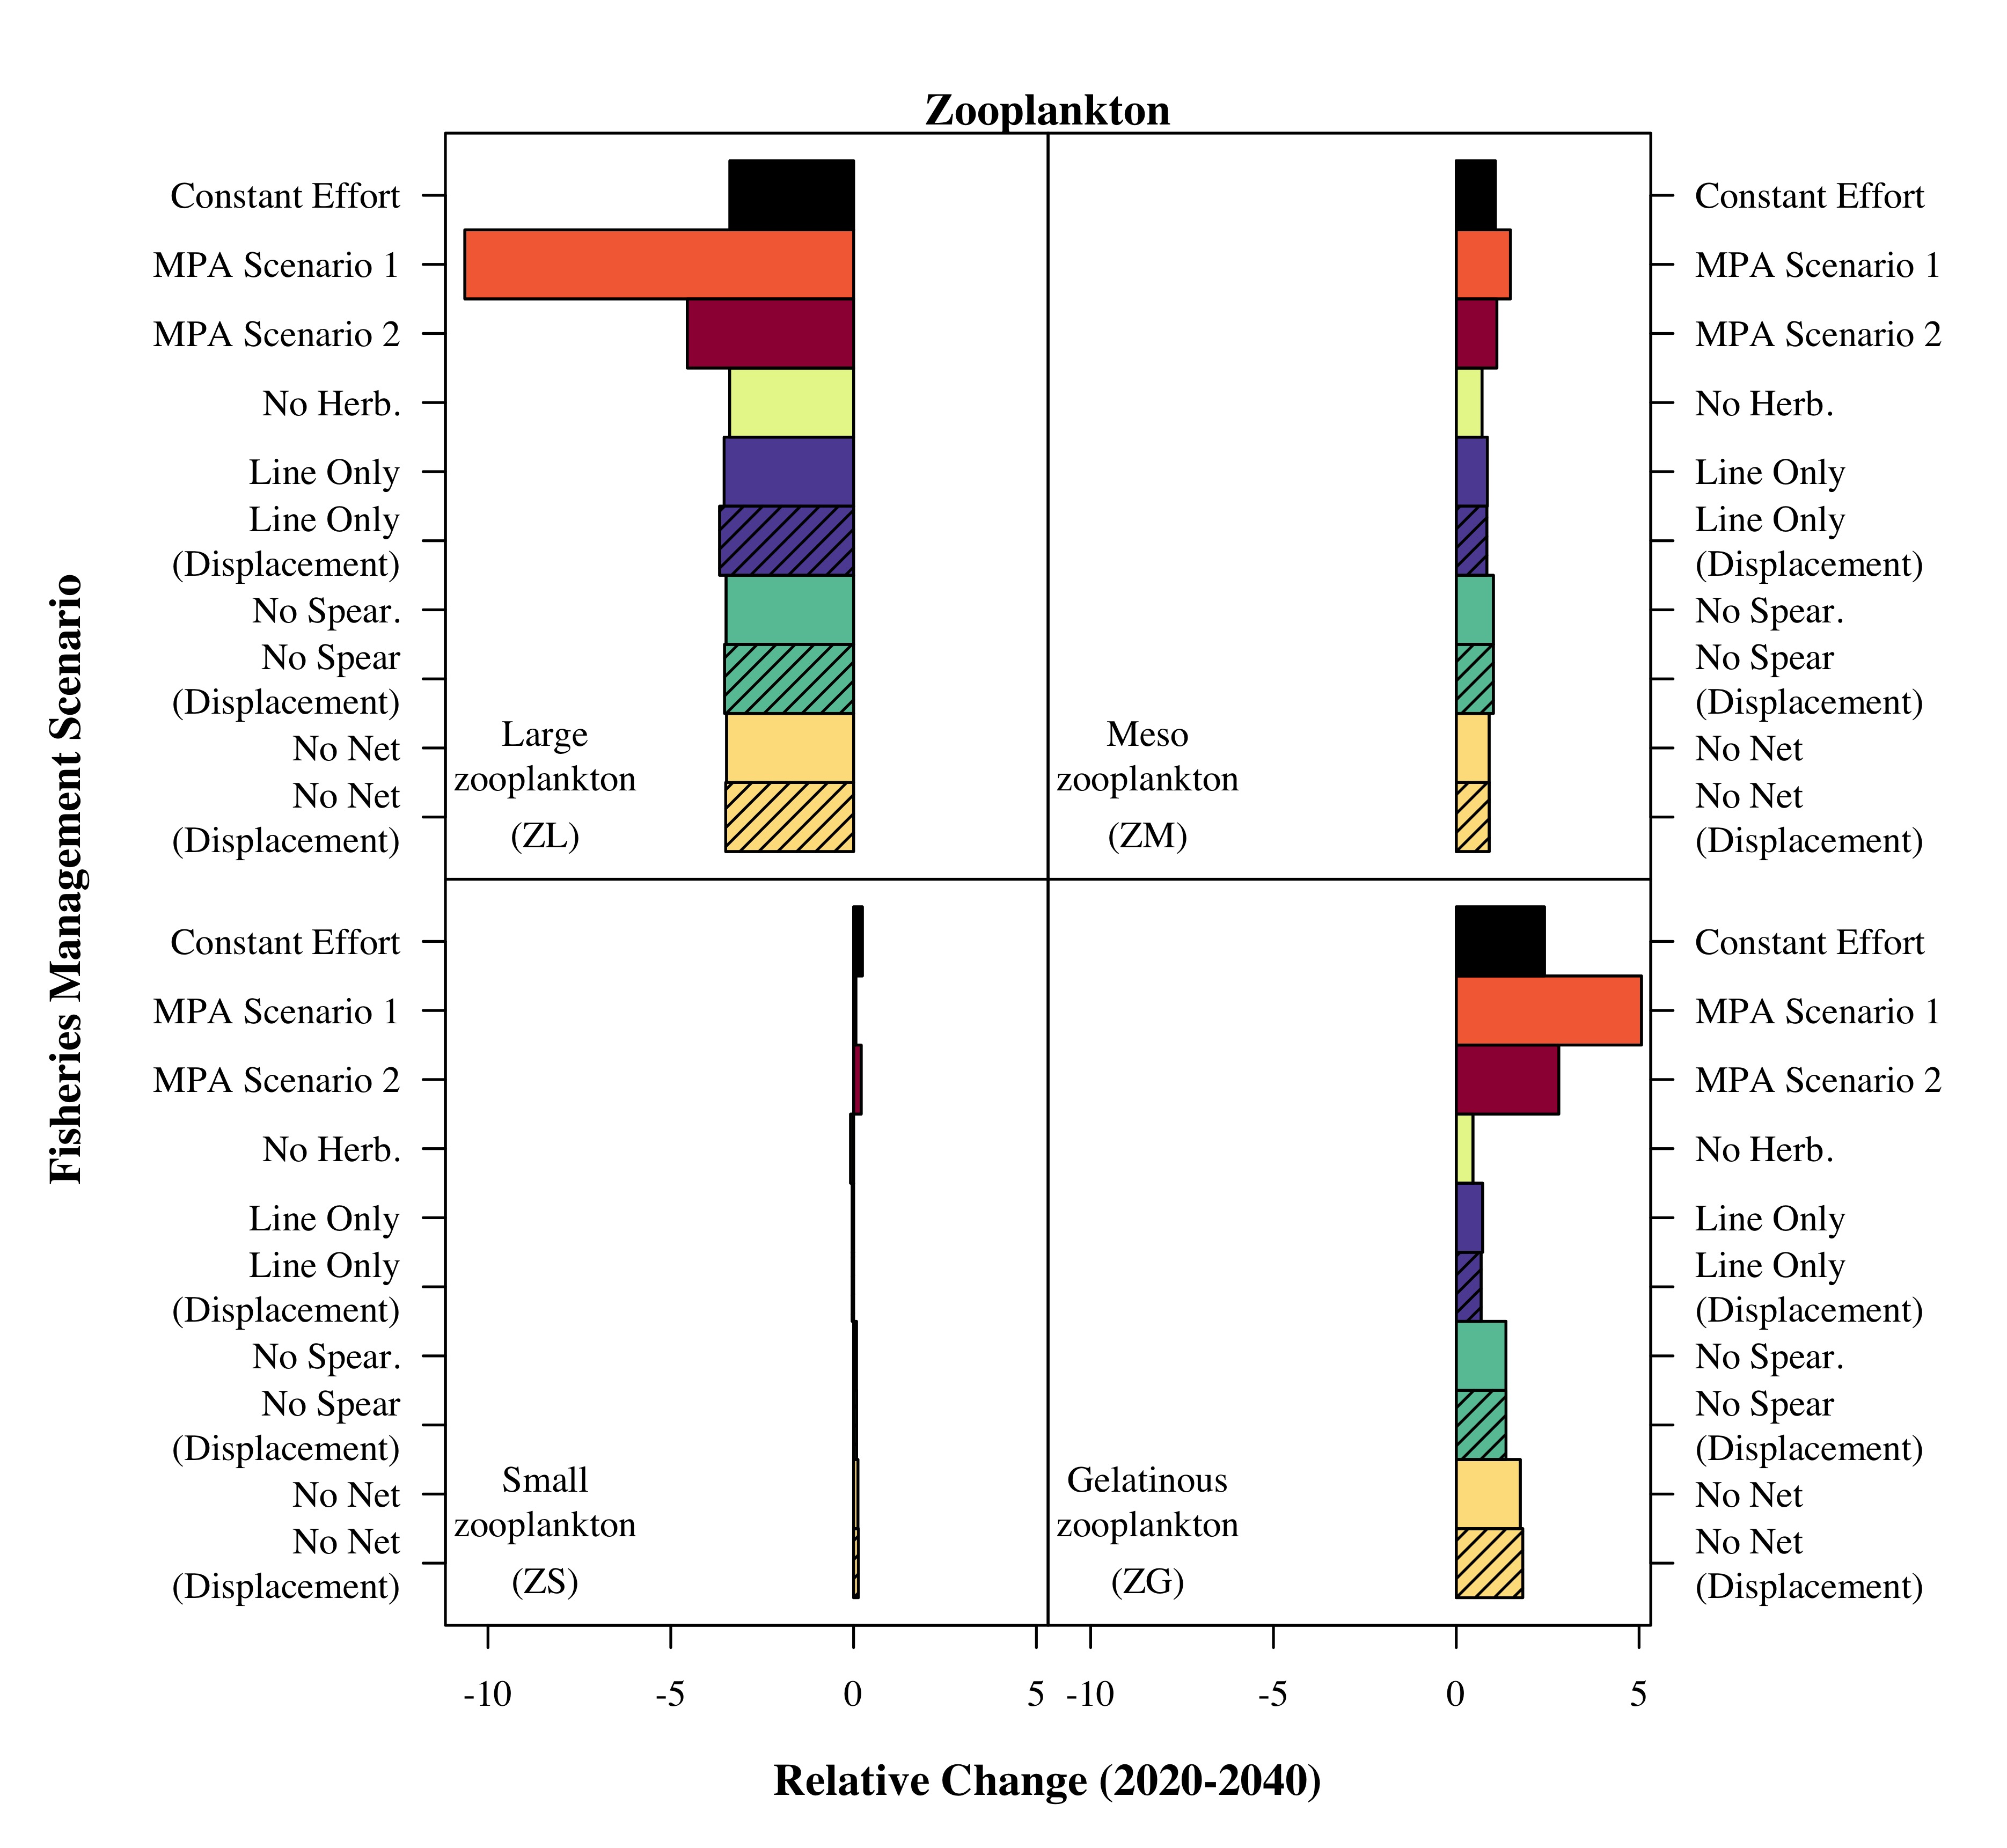 Zooplankton
Fisheries Management Scenario
Constant Effort
MPA Scenario 1
MPA Scenario 2
No Herb.
Line Only
Line Only
(Displacement)
No Spear.
No Spear
(Displacement)
No Net
No Net
(Displacement)
Large
zooplankton
(ZL)
Meso
zooplankton
(ZM)
Constant Effort
MPA Scenario 1
MPA Scenario 2
No Herb.
Line Only
Line Only
(Displacement)
No Spear.
No Spear
(Displacement)
No Net
No Net
(Displacement)
Constant Effort
MPA Scenario 1
MPA Scenario 2
No Herb.
Line Only
Line Only
(Displacement)
No Spear.
No Spear
(Displacement)
No Net
No Net
(Displacement)
Small
zooplankton
(ZS)
Gelatinous
zooplankton
(ZG)
Constant Effort
MPA Scenario 1
MPA Scenario 2
No Herb.
Line Only
Line Only
(Displacement)
No Spear.
No Spear
(Displacement)
No Net
No Net
(Displacement)
-10 -5 0 5 -10 -5 0 5
Relative Change (2020-2040)